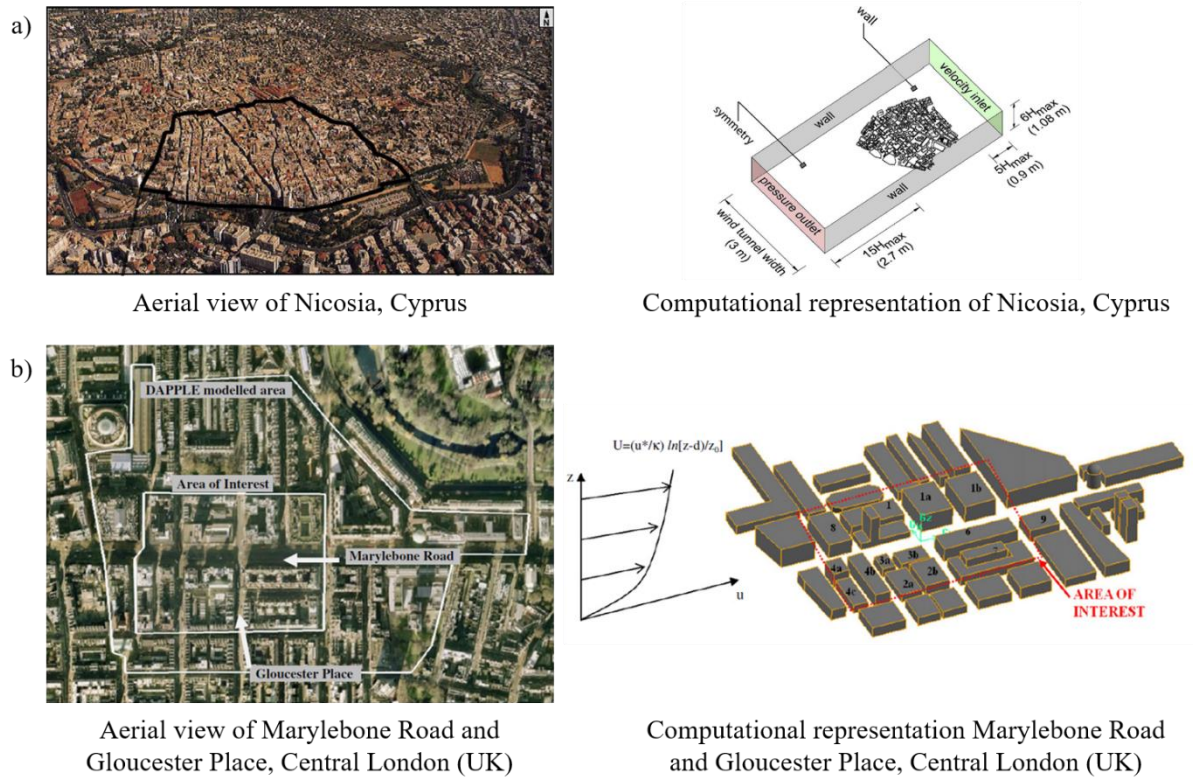 a)
N
Aerial view of Nicosia, Cyprus
wall
symmetry
wall
velocity inlet
wall
pressure outlet
6Hmax
(1.08 m)
5Hmax
(0.9 m)
15Hmax
(2.7 m)
wind tunnel width
(3 m)
Computational representation of Nicosia, Cyprus
b)
DAPPLE modelled area
Area of Interest
Marylebone Road
Gloucester Place
Aerial view of Marylebone Road and
Gloucester Place, Central London (UK)
U=(u*/κ) ln[z-d)/z0]
z
u
1
1a
1b
8
6
9
7
3a
3b
4a
4b
4c
2a
2b
AREA OF
INTEREST
Computational representation Marylebone Road
and Gloucester Place, Central London (UK)